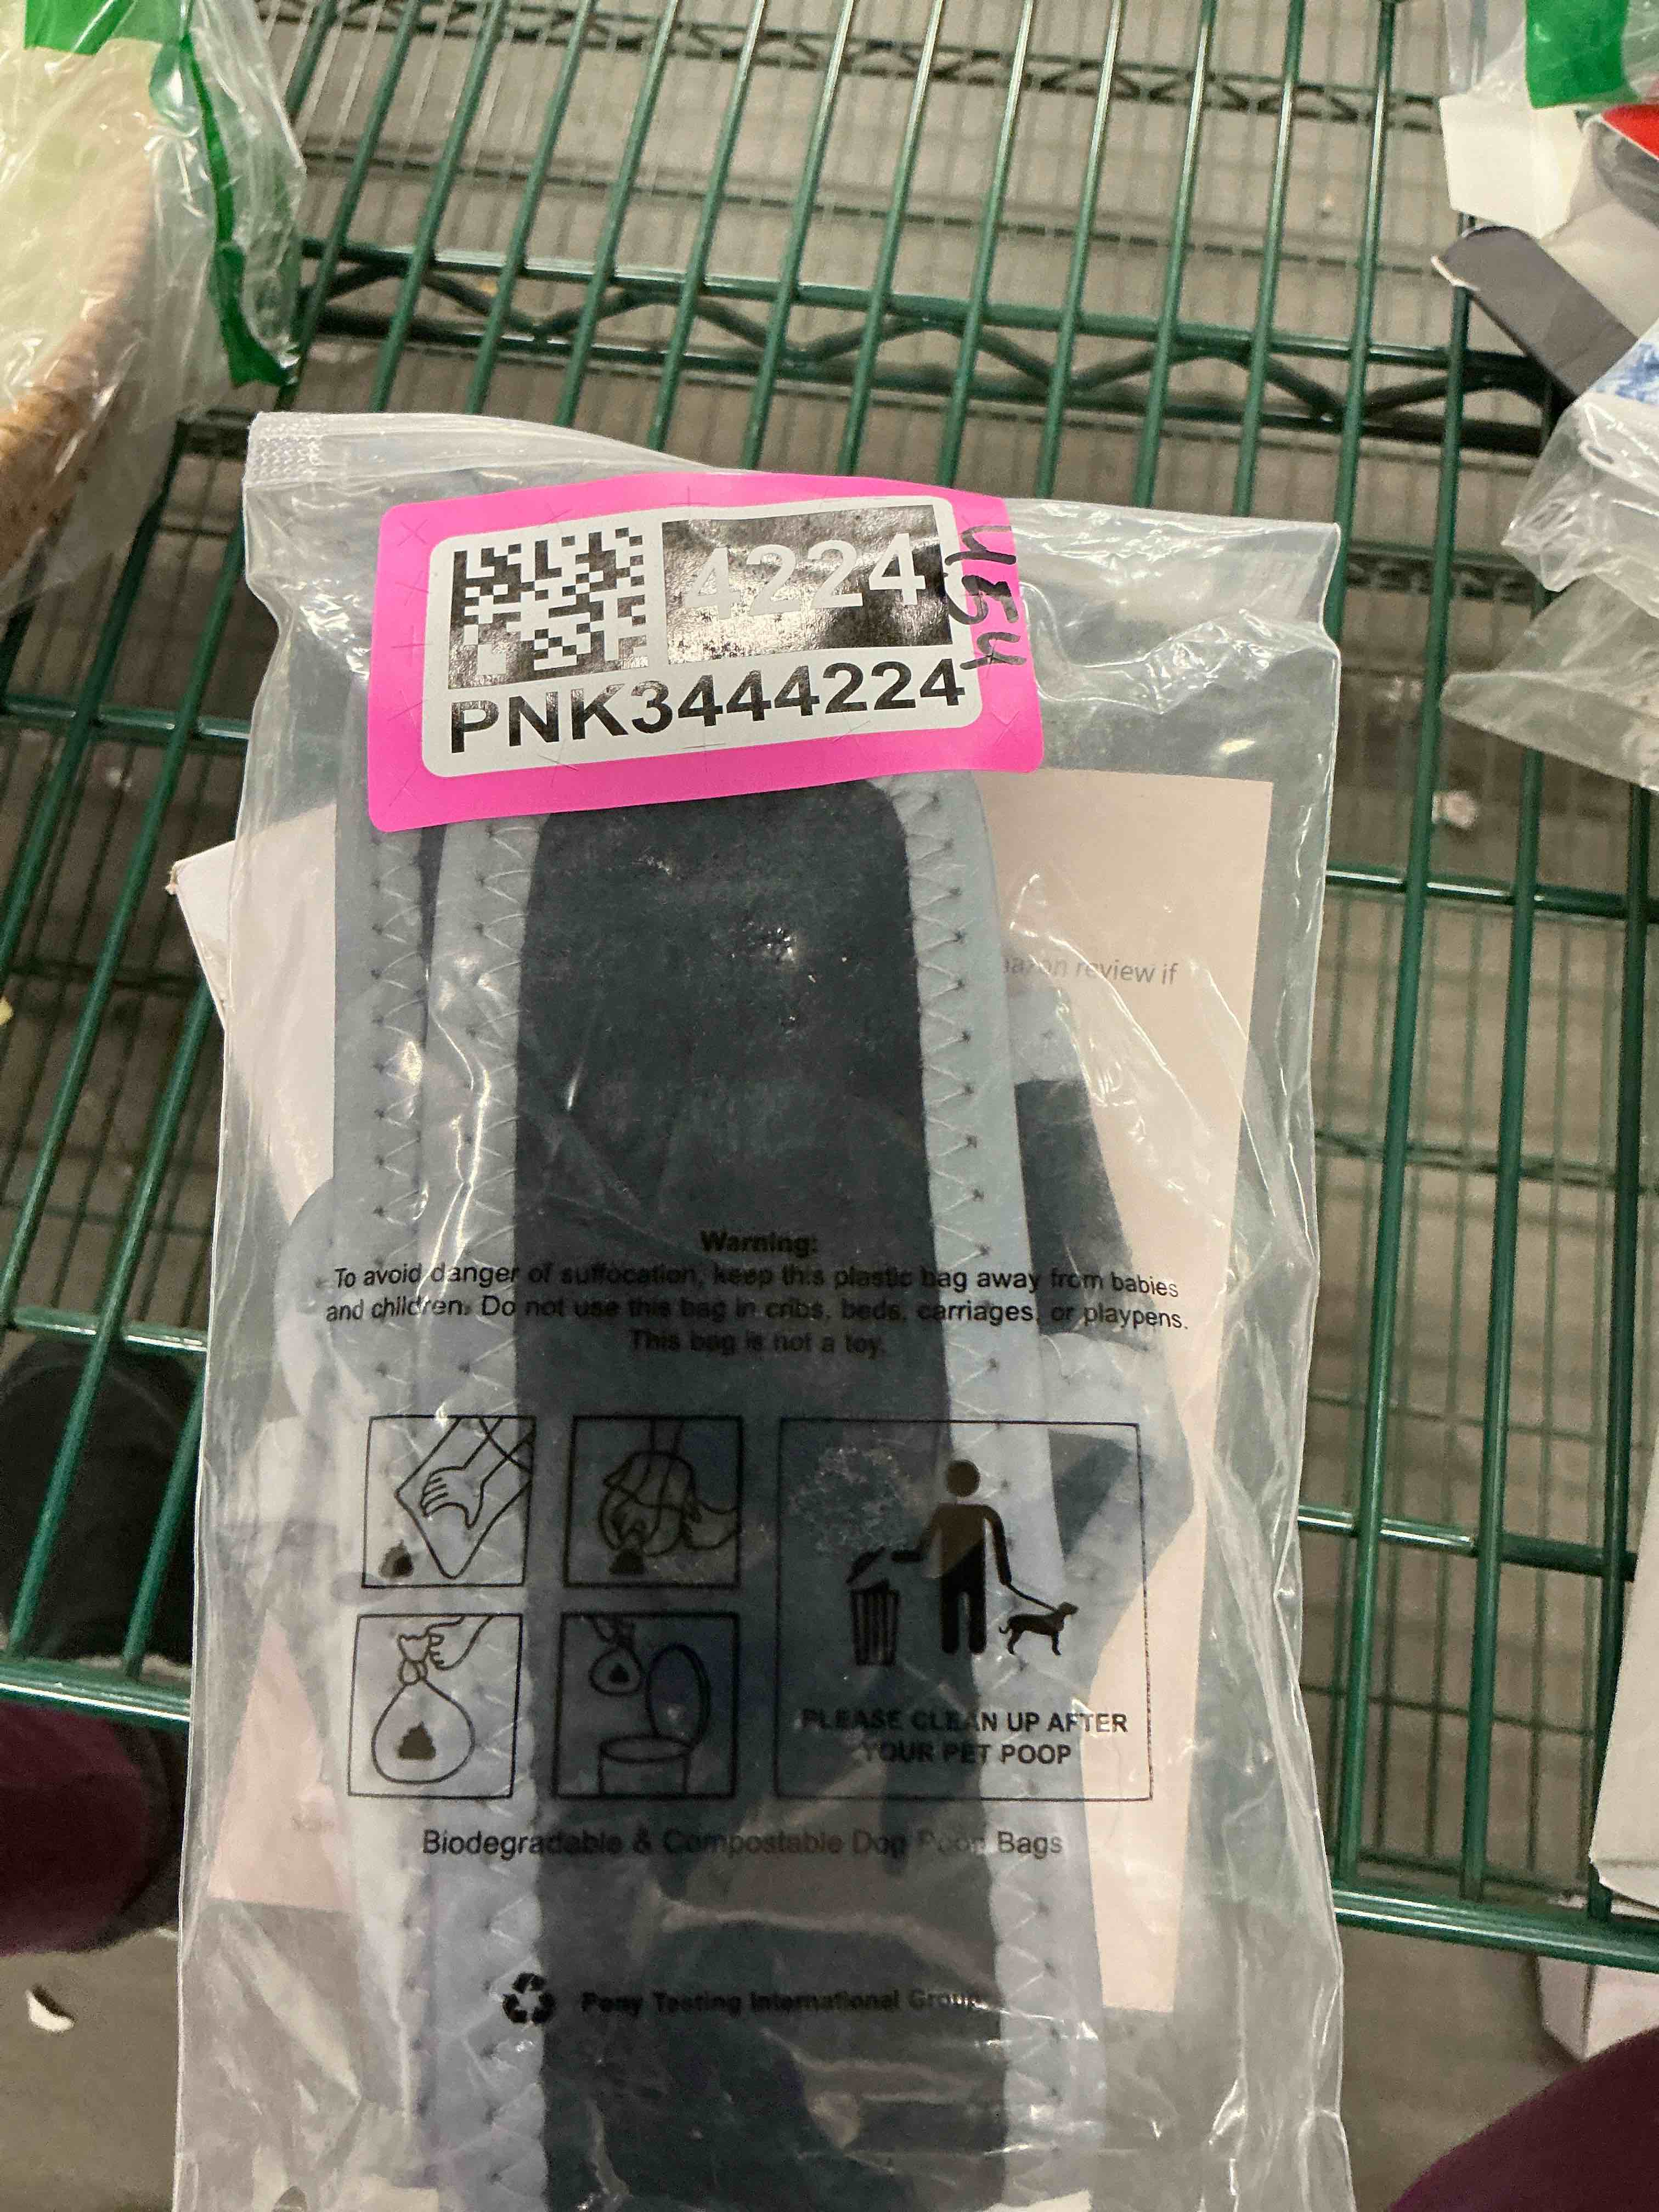 4224
PNK3444224
azon review if
Warning:
To avoid danger of suffocation, keep this plastic bag away from babies
and children. Do not use this bag in cribs, beds, carriages, or playpens.
This bag is not a toy.
PLEASE CLEAN UP AFTER
YOUR PET POOP
Biodegradable & Compostable Dog Poop Bags
Pony Testing International Group